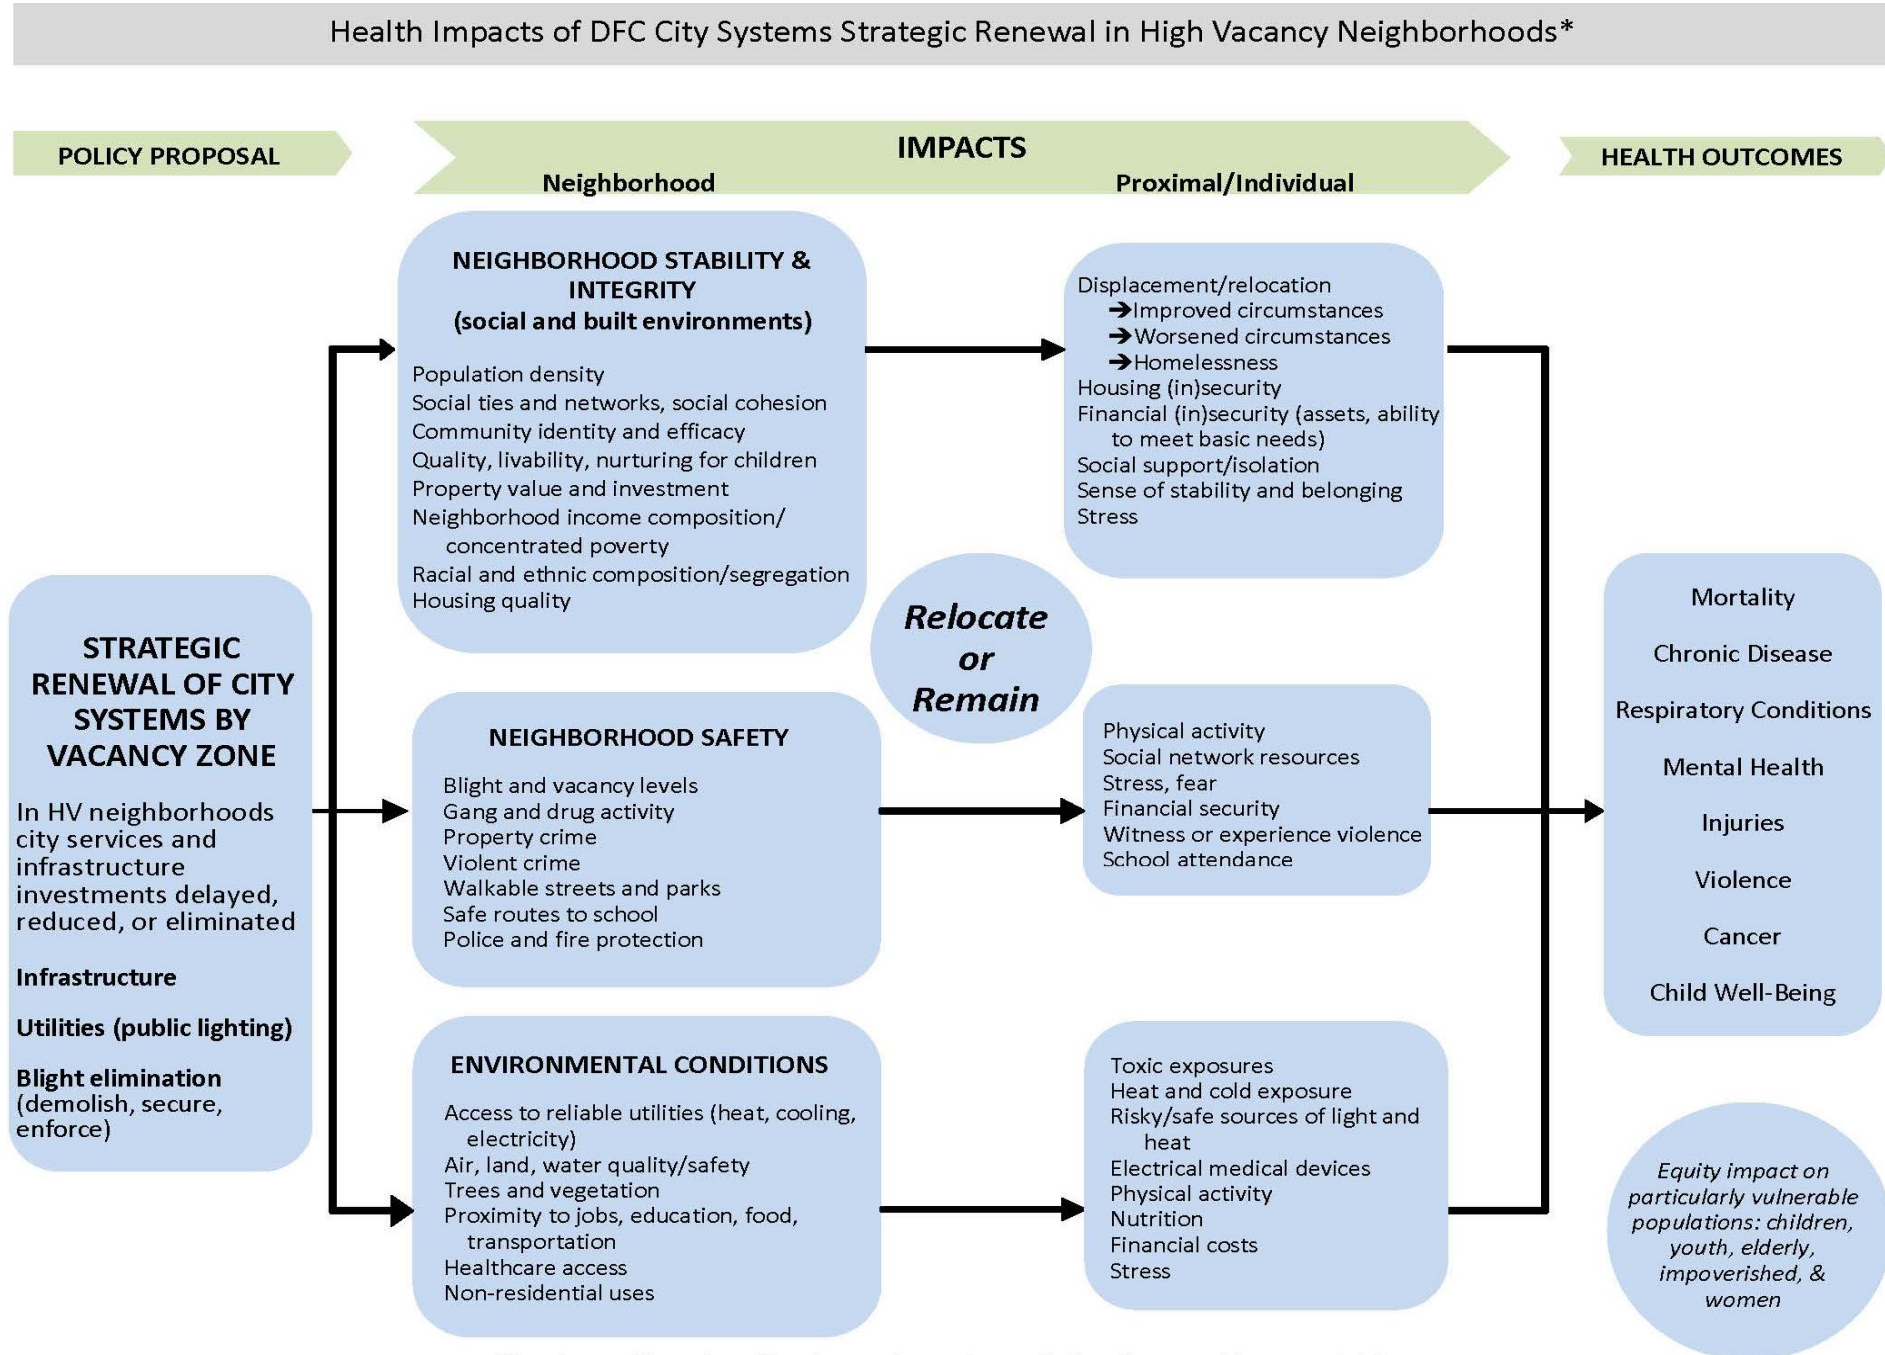 Health Impacts of DFC City Systems Strategic Renewal in High Vacancy Neighborhoods*
POLICY PROPOSAL
IMPACTS
Neighborhood
Proximal/Individual
HEALTH OUTCOMES
STRATEGIC
RENEWAL OF CITY
SYSTEMS BY
VACANCY ZONE
In HV neighborhoods
city services and
infrastructure
investments delayed,
reduced, or eliminated
Infrastructure
Utilities (public lighting)
Blight elimination
(demolish, secure,
enforce)
NEIGHBORHOOD STABILITY &
INTEGRITY
(social and built environments)
Population density
Social ties and networks, social cohesion
Community identity and efficacy
Quality, livability, nurturing for children
Property value and investment
Neighborhood income composition/
concentrated poverty
Racial and ethnic composition/segregation
Housing quality
NEIGHBORHOOD SAFETY
Blight and vacancy levels
Gang and drug activity
Property crime
Violent crime
Walkable streets and parks
Safe routes to school
Police and fire protection
ENVIRONMENTAL CONDITIONS
Access to reliable utilities (heat, cooling,
electricity)
Air, land, water quality/safety
Trees and vegetation
Proximity to jobs, education, food,
transportation
Healthcare access
Non-residential uses
Relocate
or
Remain
Displacement/relocation
➔Improved circumstances
➔Worsened circumstances
➔Homelessness
Housing (in)security
Financial (in)security (assets, ability
to meet basic needs)
Social support/isolation
Sense of stability and belonging
Stress
Physical activity
Social network resources
Stress, fear
Financial security
Witness or experience violence
School attendance
Toxic exposures
Heat and cold exposure
Risky/safe sources of light and
heat
Electrical medical devices
Physical activity
Nutrition
Financial costs
Stress
Mortality
Chronic Disease
Respiratory Conditions
Mental Health
Injuries
Violence
Cancer
Child Well-Being
Equity impact on
particularly vulnerable
populations: children,
youth, elderly,
impoverished, &
women